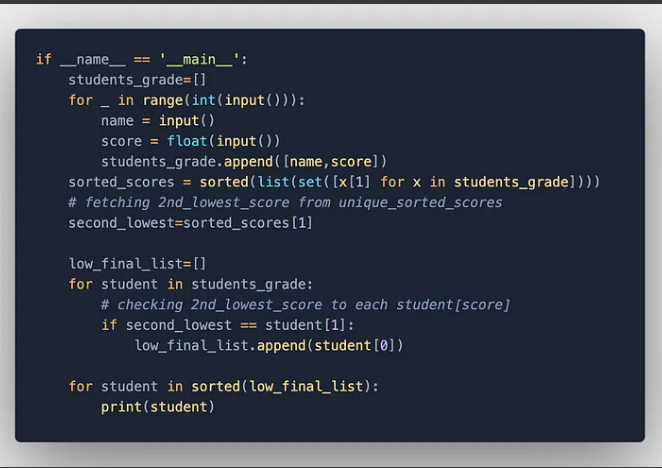 if __name__ == '__main__':
    students_grade=[]
    for _ in range(int(input())):
        name = input()
        score = float(input())
        students_grade.append([name,score])
    sorted_scores = sorted(list(set([x[1] for x in students_grade])))
    # fetching 2nd_lowest_score from unique_sorted_scores
    second_lowest=sorted_scores[1]

    low_final_list=[]
    for student in students_grade:
        # checking 2nd_lowest_score to each student[score]
        if second_lowest == student[1]:
            low_final_list.append(student[0])

    for student in sorted(low_final_list):
        print(student)